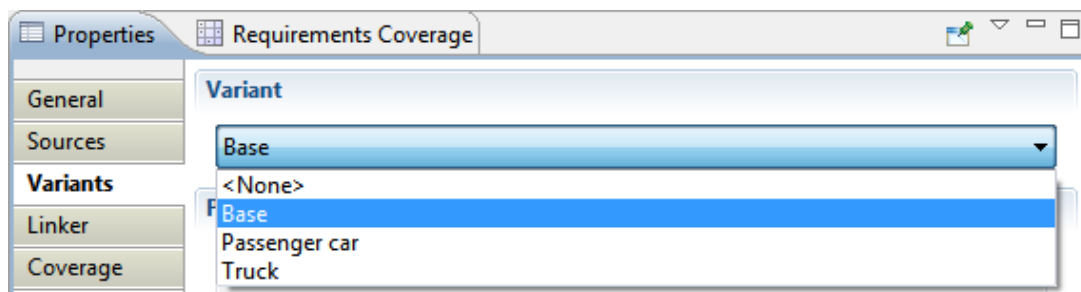 Properties
Requirements Coverage
General
Sources
Variants
Linker
Coverage
Variant
Base
<None>
Base
Passenger car
Truck